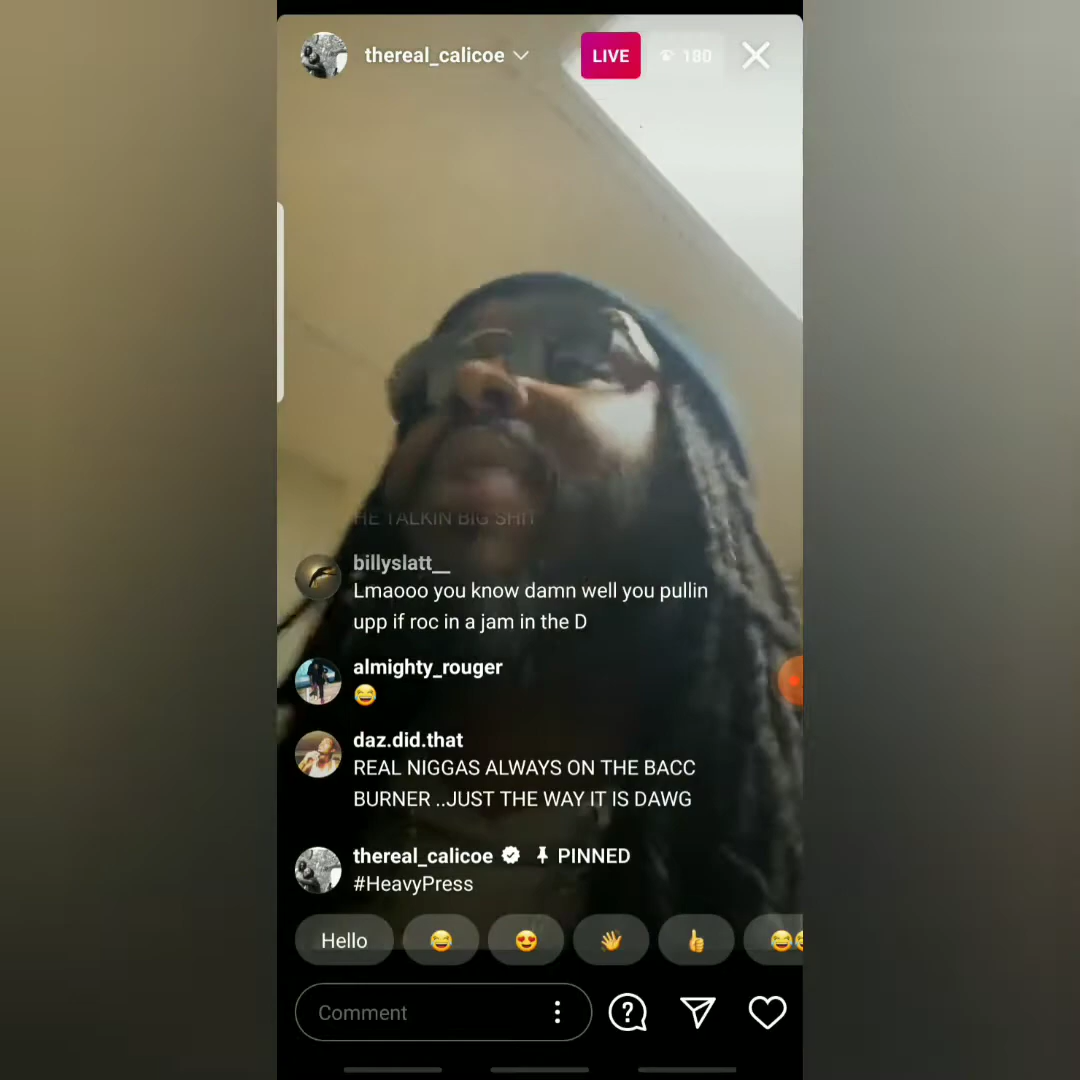 thereal_calicoe
LIVE
180
HE TALKIN BIG SHIT
billyslatt__
Lmaooo you know damn well you pullin
upp if roc in a jam in the D
almighty_rouger
😂
daz.did.that
REAL NIGGAS ALWAYS ON THE BACC
BURNER ..JUST THE WAY IT IS DAWG
thereal_calicoe PINNED
#HeavyPress
Hello 😂 😍 👋 👍 😂
Comment